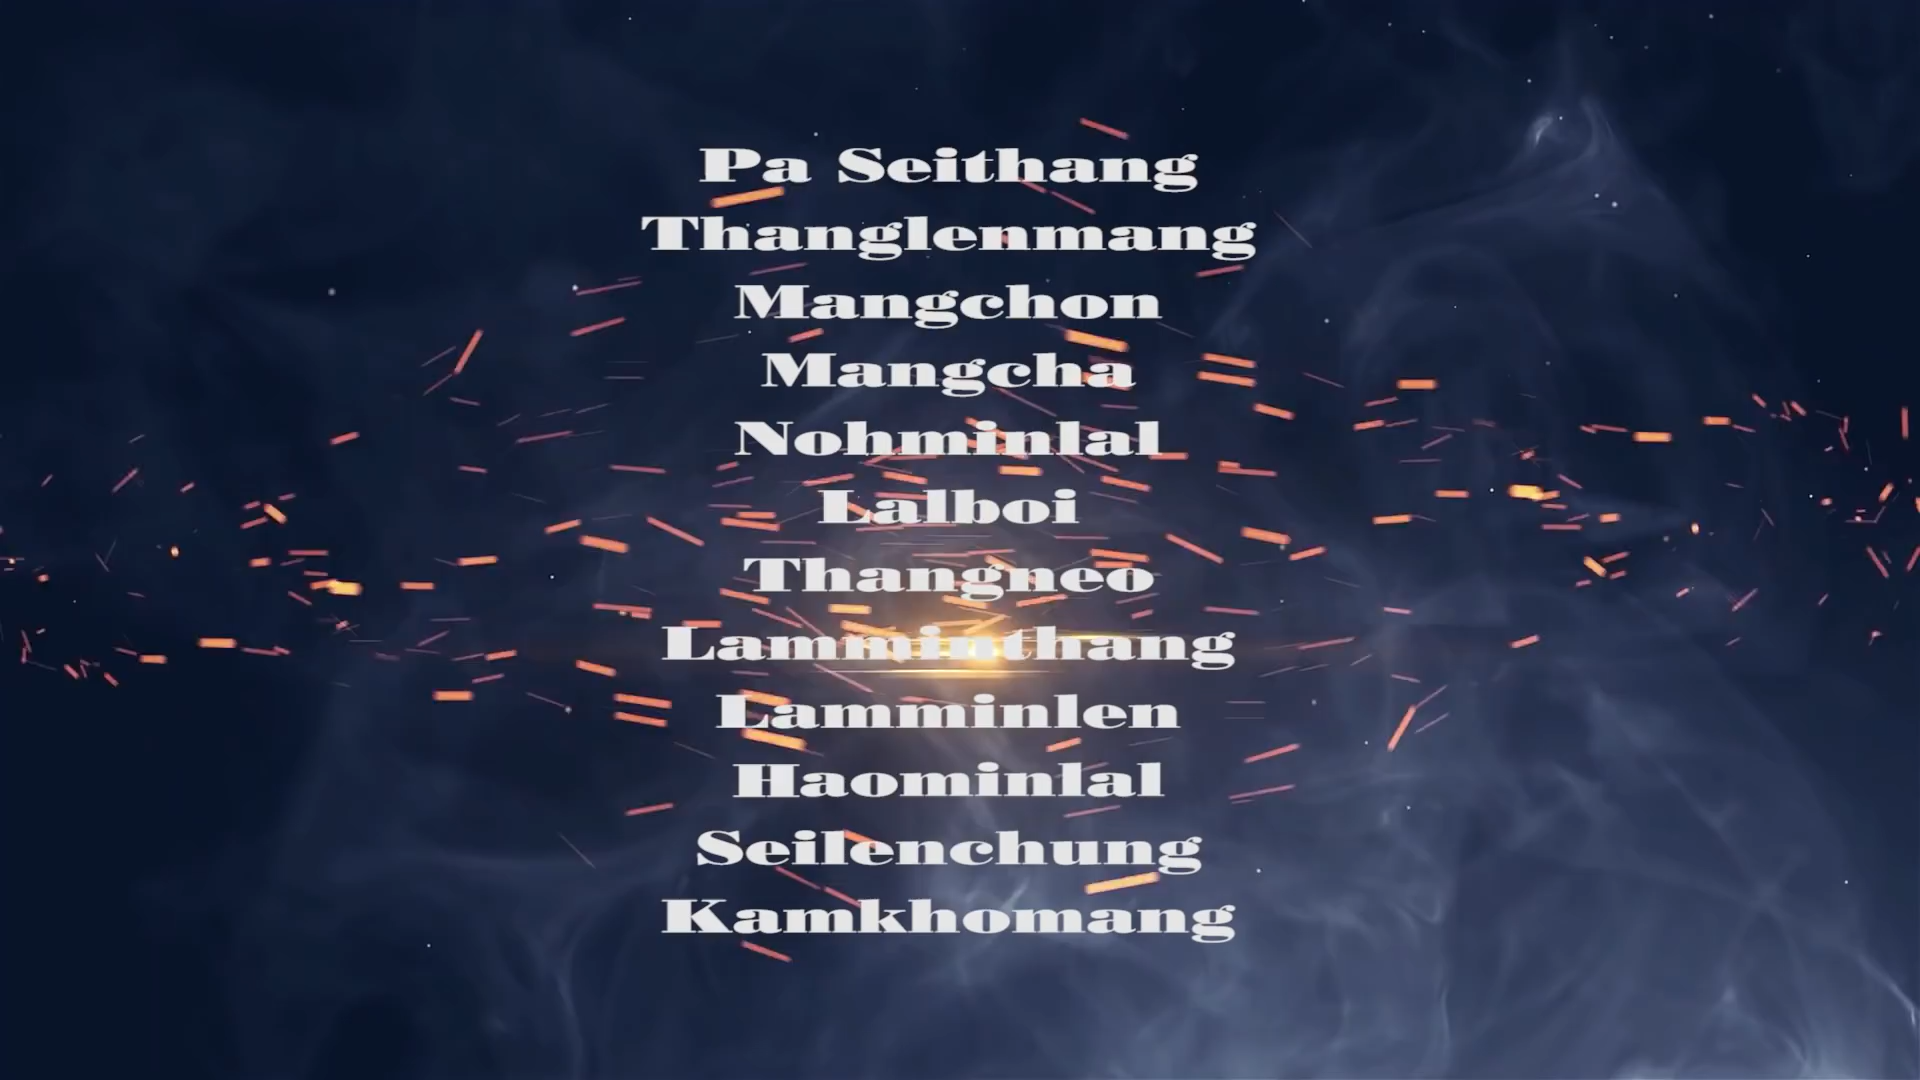 Pa Seithang
Thanglenmang
Mangchon
Mangcha
Nohminlal
Lalboi
Thangneo
Lamminthang
Lamminlen
Haominlal
Seilenchung
Kamkhomang